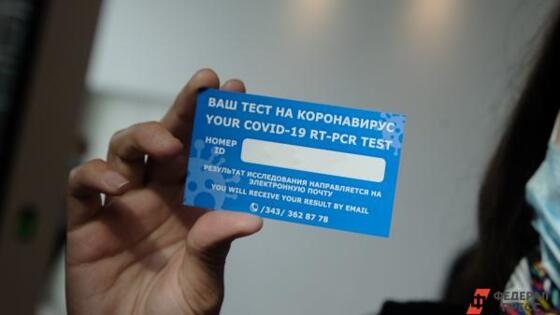 ВАШ ТЕСТ НА КОРОНАВИРУС
YOUR COVID-19 RT-PCR TEST
НОМЕР
ID
РЕЗУЛЬТАТ ИССЛЕДОВАНИЯ НАПРАВЛЯЕТСЯ НА
ЭЛЕКТРОННУЮ ПОЧТУ
YOU WILL RECEIVE YOUR RESULT BY EMAIL
/343/ 362 87 78